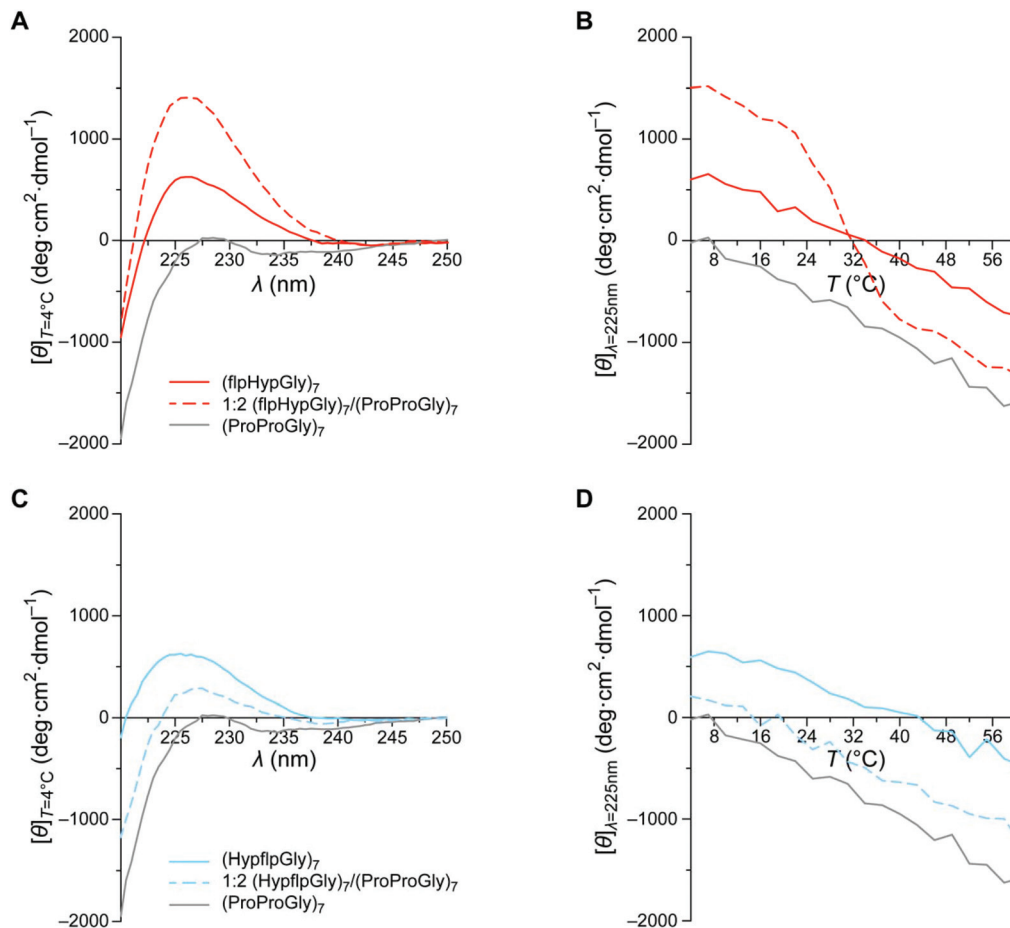 A
2000
1000
0
−1000
−2000
[θ]T=4°C (deg·cm²·dmol⁻¹)
225 230 235 240 245 250
λ (nm)
(flpHypGly)₇
1:2 (flpHypGly)₇/(ProProGly)₇
(ProProGly)₇
B
2000
1000
0
−1000
−2000
[θ]λ=225nm (deg·cm²·dmol⁻¹)
8 16 24 32 40 48 56
T (°C)
C
2000
1000
0
−1000
−2000
[θ]T=4°C (deg·cm²·dmol⁻¹)
225 230 235 240 245 250
λ (nm)
(HypflpGly)₇
1:2 (HypflpGly)₇/(ProProGly)₇
(ProProGly)₇
D
2000
1000
0
−1000
−2000
[θ]λ=225nm (deg·cm²·dmol⁻¹)
8 16 24 32 40 48 56
T (°C)